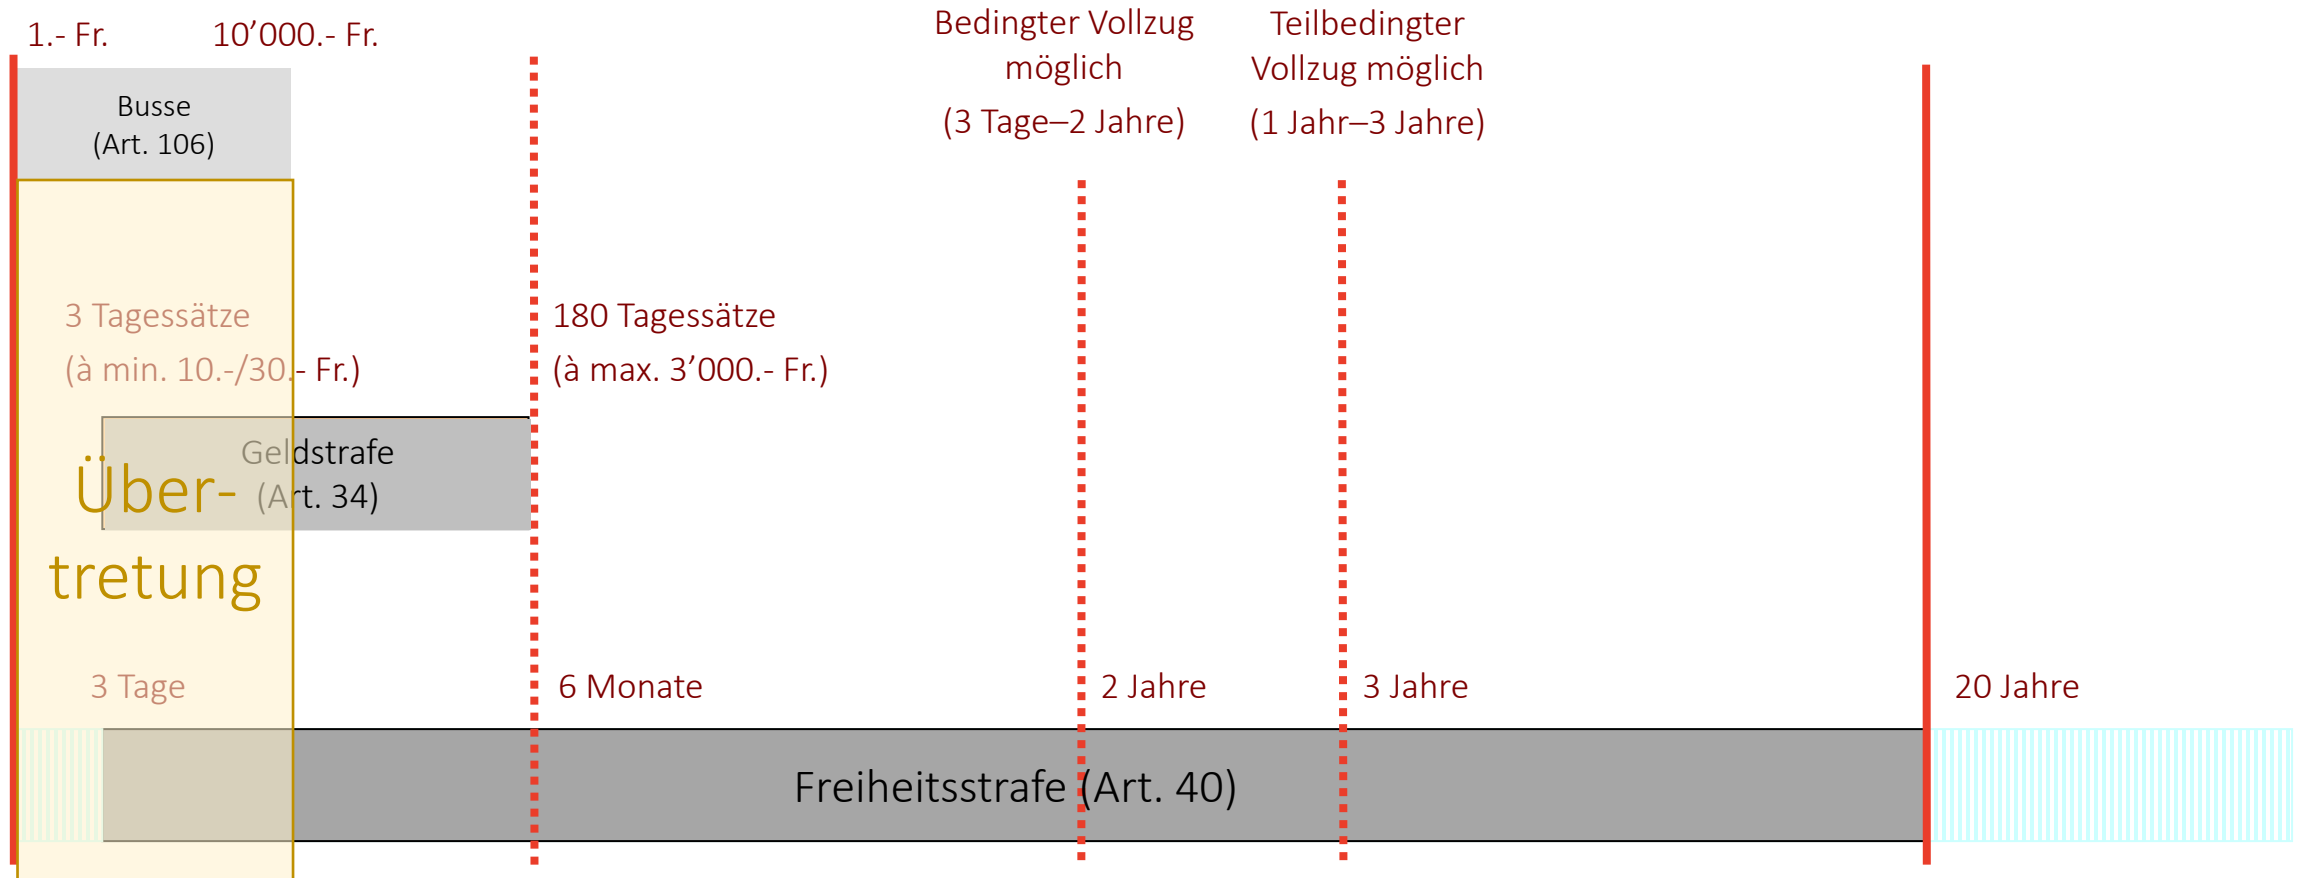 1.- Fr.
10’000.- Fr.
Busse
(Art. 106)
Bedingter Vollzug
möglich
(3 Tage–2 Jahre)
Teilbedingter
Vollzug möglich
(1 Jahr–3 Jahre)
3 Tagessätze
(à min. 10.-/30.- Fr.)
180 Tagessätze
(à max. 3’000.- Fr.)
Geldstrafe
(Art. 34)
Über-
tretung
3 Tage
6 Monate
2 Jahre
3 Jahre
20 Jahre
Freiheitsstrafe (Art. 40)